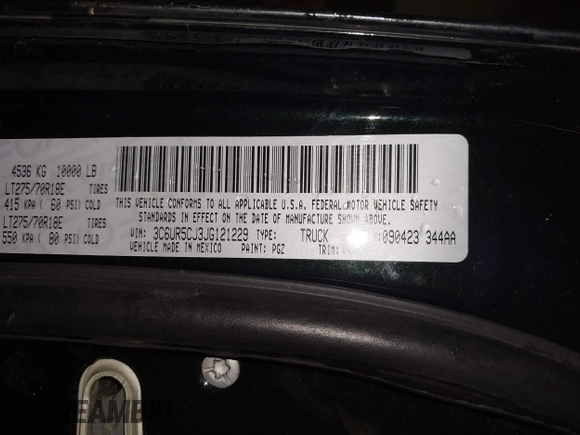 4536 KG 10000 LB
LT275/70R18E TIRES
415 KPA ( 60 PSI) COLD
LT275/70R18E TIRES
550 KPA ( 80 PSI) COLD
THIS VEHICLE CONFORMS TO ALL APPLICABLE U.S.A. FEDERAL MOTOR VEHICLE SAFETY
STANDARDS IN EFFECT ON THE DATE OF MANUFACTURE SHOWN ABOVE.
VIN: 3C6UR5CJ3JG121229 TYPE: TRUCK :090423 344AA
VEHICLE MADE IN MEXICO PAINT: PGZ TRIM: